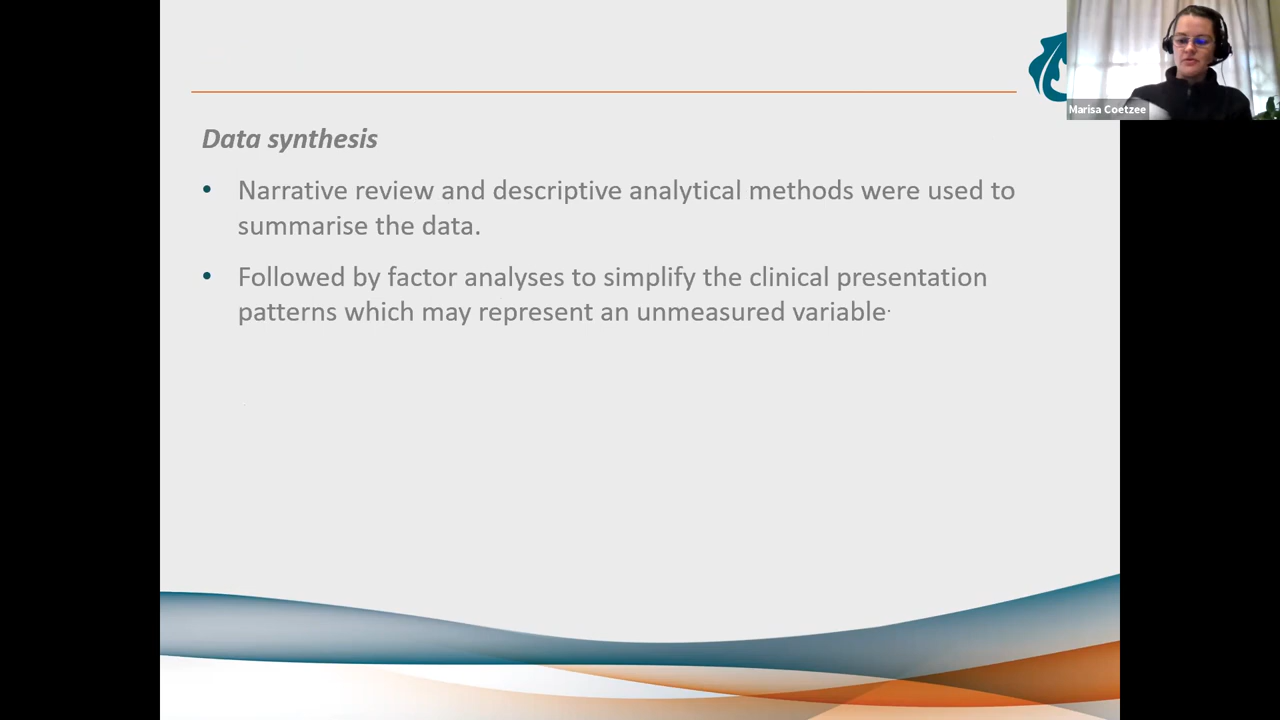 Marisa Coetzee
Data synthesis
• Narrative review and descriptive analytical methods were used to
summarise the data.
• Followed by factor analyses to simplify the clinical presentation
patterns which may represent an unmeasured variable.